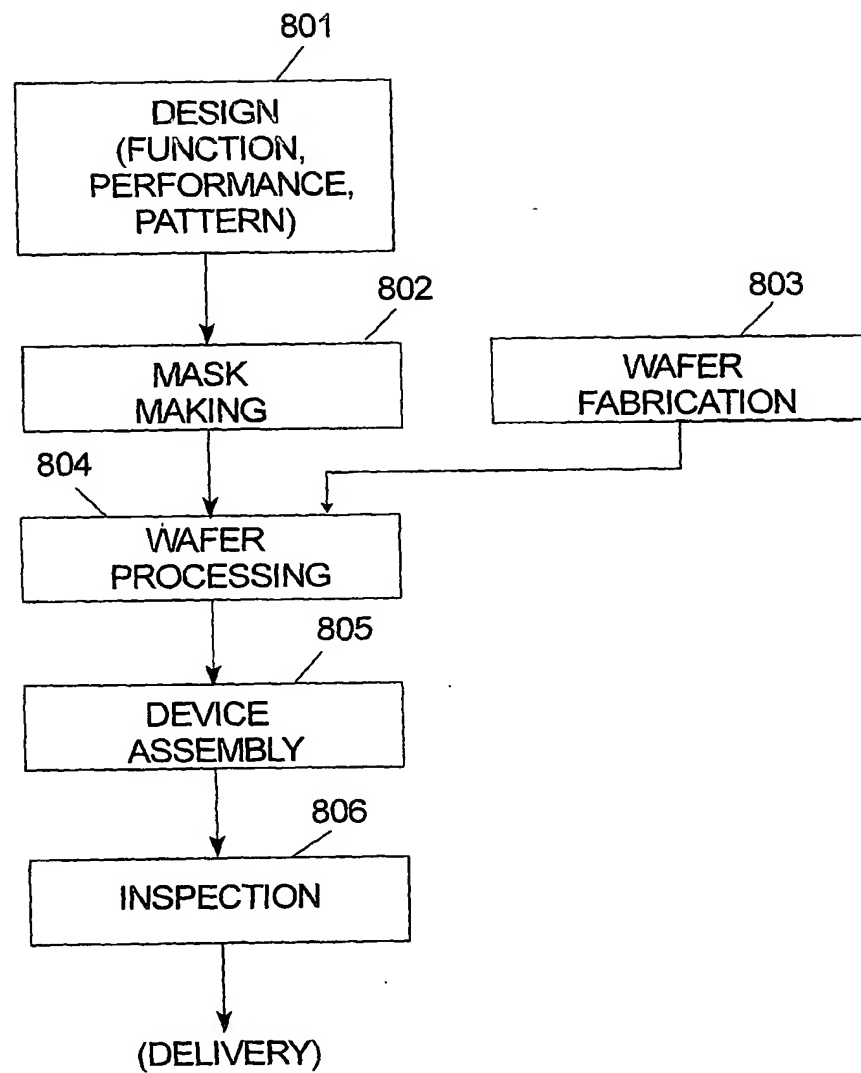 801
DESIGN
(FUNCTION,
PERFORMANCE,
PATTERN)
802
MASK
MAKING
803
WAFER
FABRICATION
804
WAFER
PROCESSING
805
DEVICE
ASSEMBLY
806
INSPECTION
(DELIVERY)